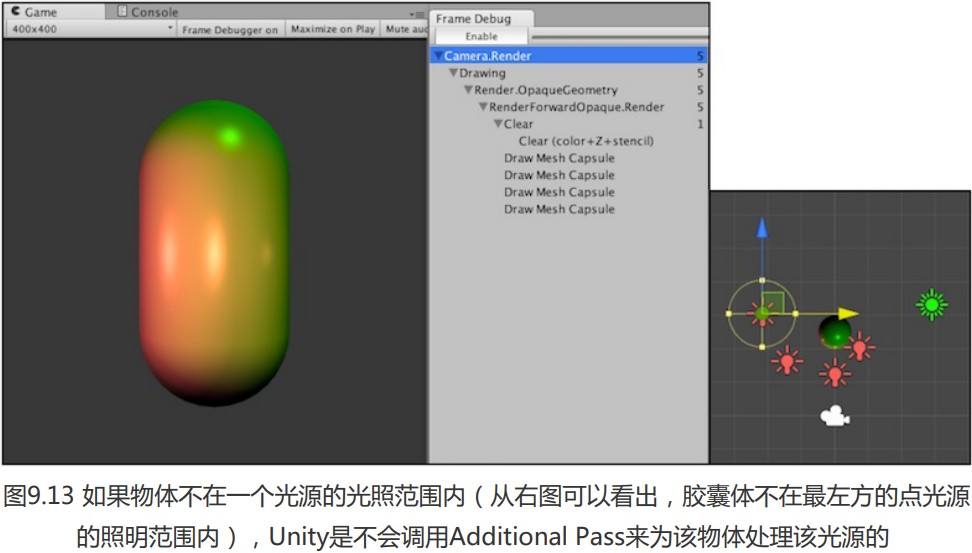 Game
Console
400x400
Frame Debugger on
Maximize on Play
Mute auc
Frame Debug
Enable
Camera.Render 5
Drawing 5
Render.OpaqueGeometry 5
RenderForwardOpaque.Render 5
Clear 1
Clear (color+Z+stencil)
Draw Mesh Capsule
Draw Mesh Capsule
Draw Mesh Capsule
Draw Mesh Capsule
图9.13 如果物体不在一个光源的光照范围内（从右图可以看出，胶囊体不在最左方的点光源
的照明范围内），Unity是不会调用Additional Pass来为该物体处理该光源的